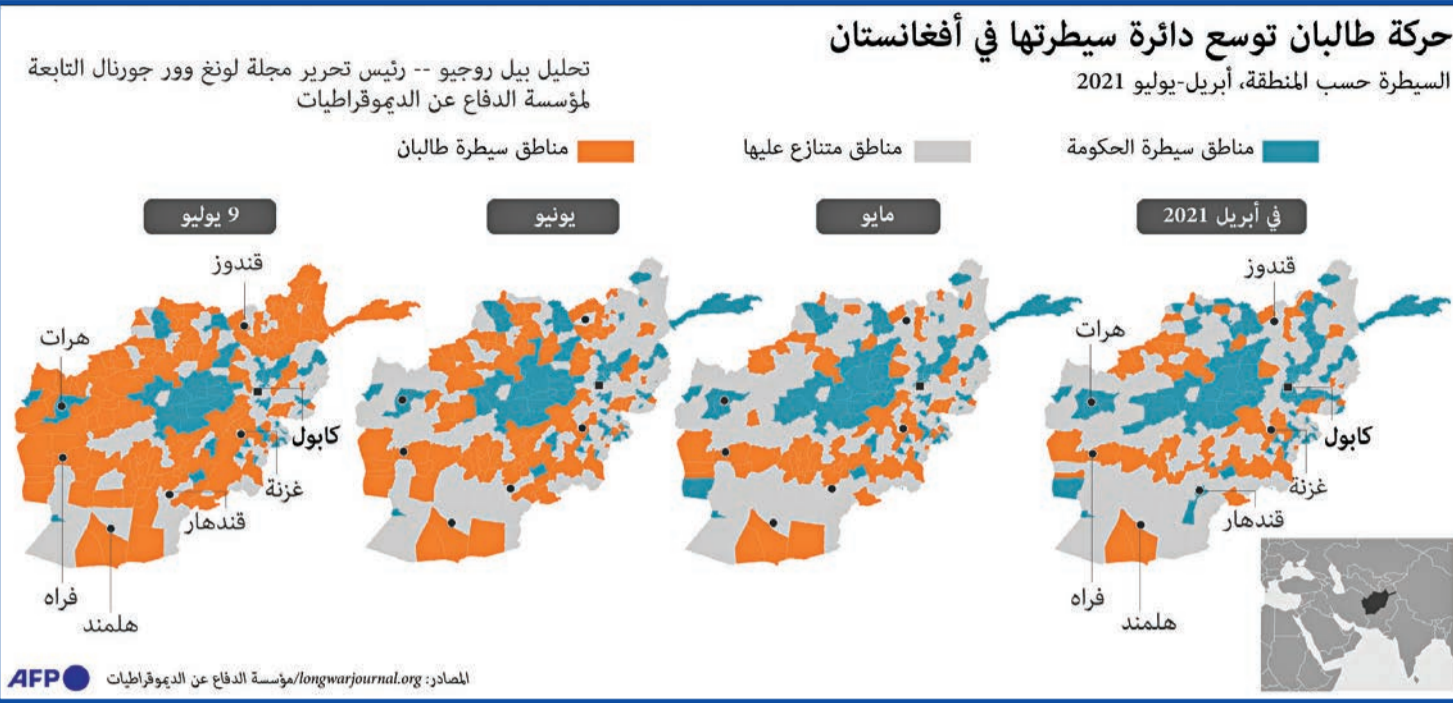 حركة طالبان توسع دائرة سيطرتها في أفغانستان
السيطرة حسب المنطقة، أبريل-يوليو 2021
تحليل بيل روجيو -- رئيس تحرير مجلة لونغ وور جورنال التابعة
لمؤسسة الدفاع عن الديموقراطيات
مناطق سيطرة الحكومة
مناطق متنازع عليها
مناطق سيطرة طالبان
في أبريل 2021
مايو
يونيو
9 يوليو
قندوز
هرات
كابول
غزنة
قندهار
فراه
هلمند
قندوز
هرات
كابول
غزنة
قندهار
فراه
هلمند
المصادر: longwarjournal.org/مؤسسة الدفاع عن الديموقراطيات
AFP